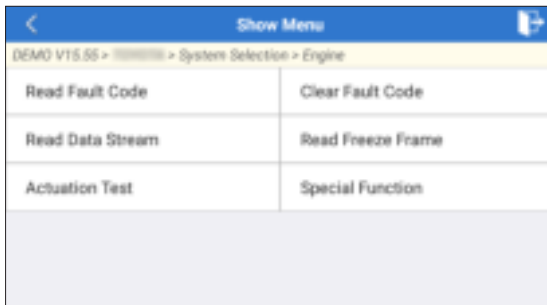 Show Menu
DEMO V15.55 > > System Selection > Engine
Read Fault Code
Clear Fault Code
Read Data Stream
Read Freeze Frame
Actuation Test
Special Function